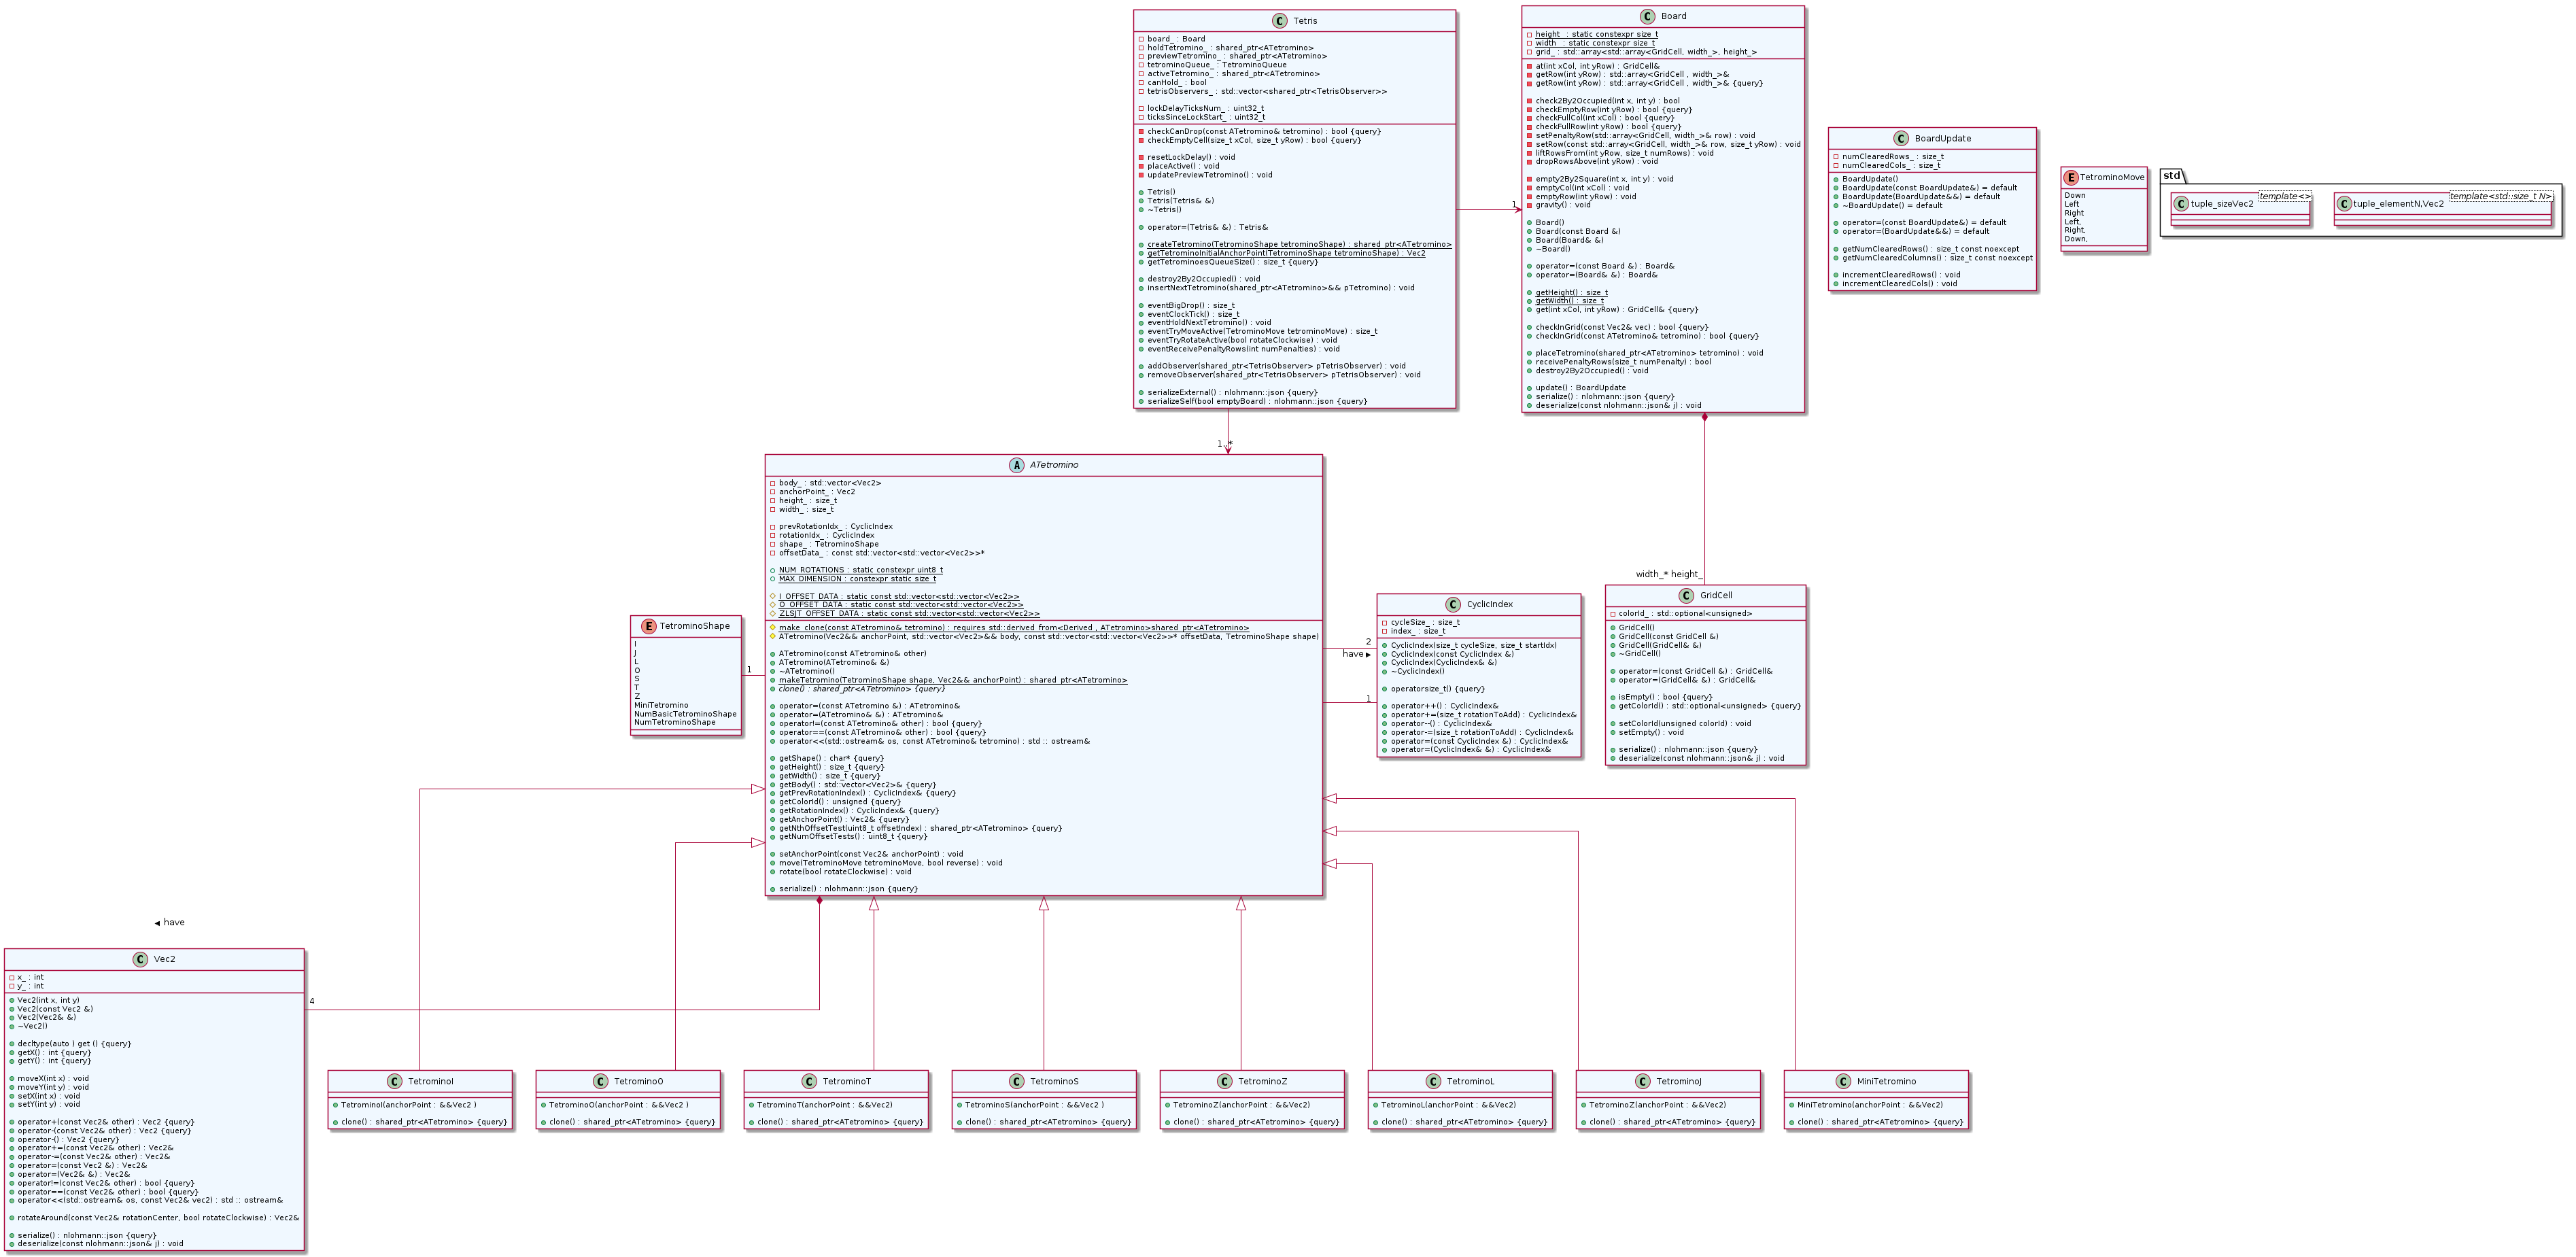 Tetris
board_ : Board
holdTetromino_ : shared_ptr<ATetromino>
previewTetromino_ : shared_ptr<ATetromino>
tetrominoQueue_ : TetrominoQueue
activeTetromino_ : shared_ptr<ATetromino>
canHold_ : bool
tetrisObservers_ : std::vector<shared_ptr<TetrisObserver>>
lockDelayTicksNum_ : uint32_t
ticksSinceLockStart_ : uint32_t
checkCanDrop(const ATetromino& tetromino) : bool {query}
checkEmptyCell(size_t xCol, size_t yRow) : bool {query}
resetLockDelay() : void
placeActive() : void
updatePreviewTetromino() : void
Tetris()
Tetris(Tetris& &)
~Tetris()
operator=(Tetris& &) : Tetris&
createTetromino(TetrominoShape tetrominoShape) : shared_ptr<ATetromino>
getTetrominoInitialAnchorPoint(TetrominoShape tetrominoShape) : Vec2
getTetrominoesQueueSize() : size_t {query}
destroy2By2Occupied() : void
insertNextTetromino(shared_ptr<ATetromino>&& pTetromino) : void
eventBigDrop() : size_t
eventClockTick() : size_t
eventHoldNextTetromino() : void
eventTryMoveActive(TetrominoMove tetrominoMove) : size_t
eventTryRotateActive(bool rotateClockwise) : void
eventReceivePenaltyRows(int numPenalties) : void
addObserver(shared_ptr<TetrisObserver> pTetrisObserver) : void
removeObserver(shared_ptr<TetrisObserver> pTetrisObserver) : void
serializeExternal() : nlohmann::json {query}
serializeSelf(bool emptyBoard) : nlohmann::json {query}
1
Board
height_ : static constexpr size_t
width_ : static constexpr size_t
grid_ : std::array<std::array<GridCell, width_>, height_>
at(int xCol, int yRow) : GridCell&
getRow(int yRow) : std::array<GridCell , width_>&
getRow(int yRow) : std::array<GridCell , width_>& {query}
check2By2Occupied(int x, int y) : bool
checkEmptyRow(int yRow) : bool {query}
checkFullCol(int xCol) : bool {query}
checkFullRow(int yRow) : bool {query}
setPenaltyRow(std::array<GridCell, width_>& row) : void
setRow(const std::array<GridCell, width_>& row, size_t yRow) : void
liftRowsFrom(int yRow, size_t numRows) : void
dropRowsAbove(int yRow) : void
empty2By2Square(int x, int y) : void
emptyCol(int xCol) : void
emptyRow(int yRow) : void
gravity() : void
Board()
Board(const Board &)
Board(Board& &)
~Board()
operator=(const Board &) : Board&
operator=(Board& &) : Board&
getHeight() : size_t
getWidth() : size_t
get(int xCol, int yRow) : GridCell& {query}
checkInGrid(const Vec2& vec) : bool {query}
checkInGrid(const ATetromino& tetromino) : bool {query}
placeTetromino(shared_ptr<ATetromino> tetromino) : void
receivePenaltyRows(size_t numPenalty) : bool
destroy2By2Occupied() : void
update() : BoardUpdate
serialize() : nlohmann::json {query}
deserialize(const nlohmann::json& j) : void
BoardUpdate
numClearedRows_ : size_t
numClearedCols_ : size_t
BoardUpdate()
BoardUpdate(const BoardUpdate&) = default
BoardUpdate(BoardUpdate&&) = default
~BoardUpdate() = default
operator=(const BoardUpdate&) = default
operator=(BoardUpdate&&) = default
getNumClearedRows() : size_t const noexcept
getNumClearedColumns() : size_t const noexcept
incrementClearedRows() : void
incrementClearedCols() : void
TetrominoMove
Down
Left
Right
Left,
Right,
Down,
std
tuple_sizeVec2
template<>
tuple_elementN,Vec2
template<std::size_t N>
1..*
ATetromino
body_ : std::vector<Vec2>
anchorPoint_ : Vec2
height_ : size_t
width_ : size_t
prevRotationIdx_ : CyclicIndex
rotationIdx_ : CyclicIndex
shape_ : TetrominoShape
offsetData_ : const std::vector<std::vector<Vec2>>*
NUM_ROTATIONS : static constexpr uint8_t
MAX_DIMENSION : constexpr static size_t
I_OFFSET_DATA : static const std::vector<std::vector<Vec2>>
O_OFFSET_DATA : static const std::vector<std::vector<Vec2>>
ZLSJT_OFFSET_DATA : static const std::vector<std::vector<Vec2>>
make_clone(const ATetromino& tetromino) : requires std::derived_from<Derived , ATetromino>shared_ptr<ATetromino>
ATetromino(Vec2&& anchorPoint, std::vector<Vec2>&& body, const std::vector<std::vector<Vec2>>* offsetData, TetrominoShape shape)
ATetromino(const ATetromino& other)
ATetromino(ATetromino& &)
~ATetromino()
makeTetromino(TetrominoShape shape, Vec2&& anchorPoint) : shared_ptr<ATetromino>
clone() : shared_ptr<ATetromino> {query}
operator=(const ATetromino &) : ATetromino&
operator=(ATetromino& &) : ATetromino&
operator!=(const ATetromino& other) : bool {query}
operator==(const ATetromino& other) : bool {query}
operator<<(std::ostream& os, const ATetromino& tetromino) : std :: ostream&
getShape() : char* {query}
getHeight() : size_t {query}
getWidth() : size_t {query}
getBody() : std::vector<Vec2>& {query}
getPrevRotationIndex() : CyclicIndex& {query}
getColorId() : unsigned {query}
getRotationIndex() : CyclicIndex& {query}
getAnchorPoint() : Vec2& {query}
getNthOffsetTest(uint8_t offsetIndex) : shared_ptr<ATetromino> {query}
getNumOffsetTests() : uint8_t {query}
setAnchorPoint(const Vec2& anchorPoint) : void
move(TetrominoMove tetrominoMove, bool reverse) : void
rotate(bool rotateClockwise) : void
serialize() : nlohmann::json {query}
TetrominoShape
I
J
L
O
S
T
Z
MiniTetromino
NumBasicTetrominoShape
NumTetrominoShape
1
2
have
1
CyclicIndex
cycleSize_ : size_t
index_ : size_t
CyclicIndex(size_t cycleSize, size_t startIdx)
CyclicIndex(const CyclicIndex &)
CyclicIndex(CyclicIndex& &)
~CyclicIndex()
operatorsize_t() {query}
operator++() : CyclicIndex&
operator+=(size_t rotationToAdd) : CyclicIndex&
operator--() : CyclicIndex&
operator-=(size_t rotationToAdd) : CyclicIndex&
operator=(const CyclicIndex &) : CyclicIndex&
operator=(CyclicIndex& &) : CyclicIndex&
width_* height_
GridCell
colorId_ : std::optional<unsigned>
GridCell()
GridCell(const GridCell &)
GridCell(GridCell& &)
~GridCell()
operator=(const GridCell &) : GridCell&
operator=(GridCell& &) : GridCell&
isEmpty() : bool {query}
getColorId() : std::optional<unsigned> {query}
setColorId(unsigned colorId) : void
setEmpty() : void
serialize() : nlohmann::json {query}
deserialize(const nlohmann::json& j) : void
have
4
Vec2
x_ : int
y_ : int
Vec2(int x, int y)
Vec2(const Vec2 &)
Vec2(Vec2& &)
~Vec2()
decltype(auto ) get () {query}
getX() : int {query}
getY() : int {query}
moveX(int x) : void
moveY(int y) : void
setX(int x) : void
setY(int y) : void
operator+(const Vec2& other) : Vec2 {query}
operator-(const Vec2& other) : Vec2 {query}
operator-() : Vec2 {query}
operator+=(const Vec2& other) : Vec2&
operator-=(const Vec2& other) : Vec2&
operator=(const Vec2 &) : Vec2&
operator=(Vec2& &) : Vec2&
operator!=(const Vec2& other) : bool {query}
operator==(const Vec2& other) : bool {query}
operator<<(std::ostream& os, const Vec2& vec2) : std :: ostream&
rotateAround(const Vec2& rotationCenter, bool rotateClockwise) : Vec2&
serialize() : nlohmann::json {query}
deserialize(const nlohmann::json& j) : void
TetrominoI
TetrominoI(anchorPoint : &&Vec2 )
clone() : shared_ptr<ATetromino> {query}
TetrominoO
TetrominoO(anchorPoint : &&Vec2 )
clone() : shared_ptr<ATetromino> {query}
TetrominoT
TetrominoT(anchorPoint : &&Vec2)
clone() : shared_ptr<ATetromino> {query}
TetrominoS
TetrominoS(anchorPoint : &&Vec2 )
clone() : shared_ptr<ATetromino> {query}
TetrominoZ
TetrominoZ(anchorPoint : &&Vec2)
clone() : shared_ptr<ATetromino> {query}
TetrominoL
TetrominoL(anchorPoint : &&Vec2)
clone() : shared_ptr<ATetromino> {query}
TetrominoJ
TetrominoZ(anchorPoint : &&Vec2)
clone() : shared_ptr<ATetromino> {query}
MiniTetromino
MiniTetromino(anchorPoint : &&Vec2)
clone() : shared_ptr<ATetromino> {query}